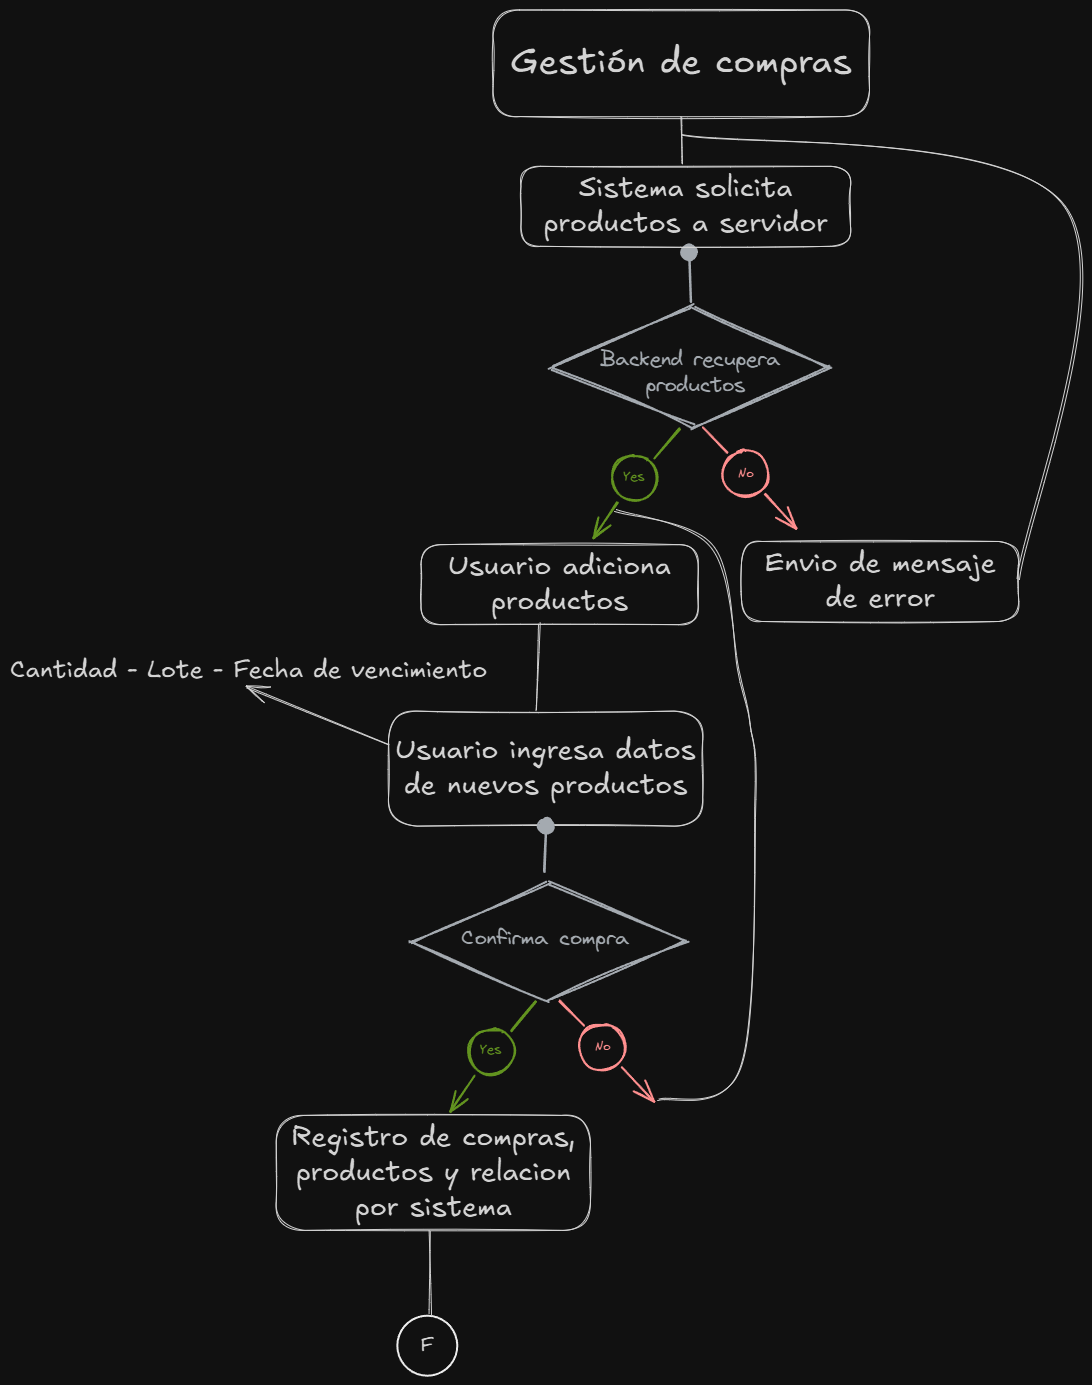 Gestión de compras
Sistema solicita
productos a servidor
Backend recupera
productos
Yes
No
Usuario adiciona
productos
Envio de mensaje
de error
Cantidad - Lote - Fecha de vencimiento
Usuario ingresa datos
de nuevos productos
Confirma compra
Yes
No
Registro de compras,
productos y relacion
por sistema
F